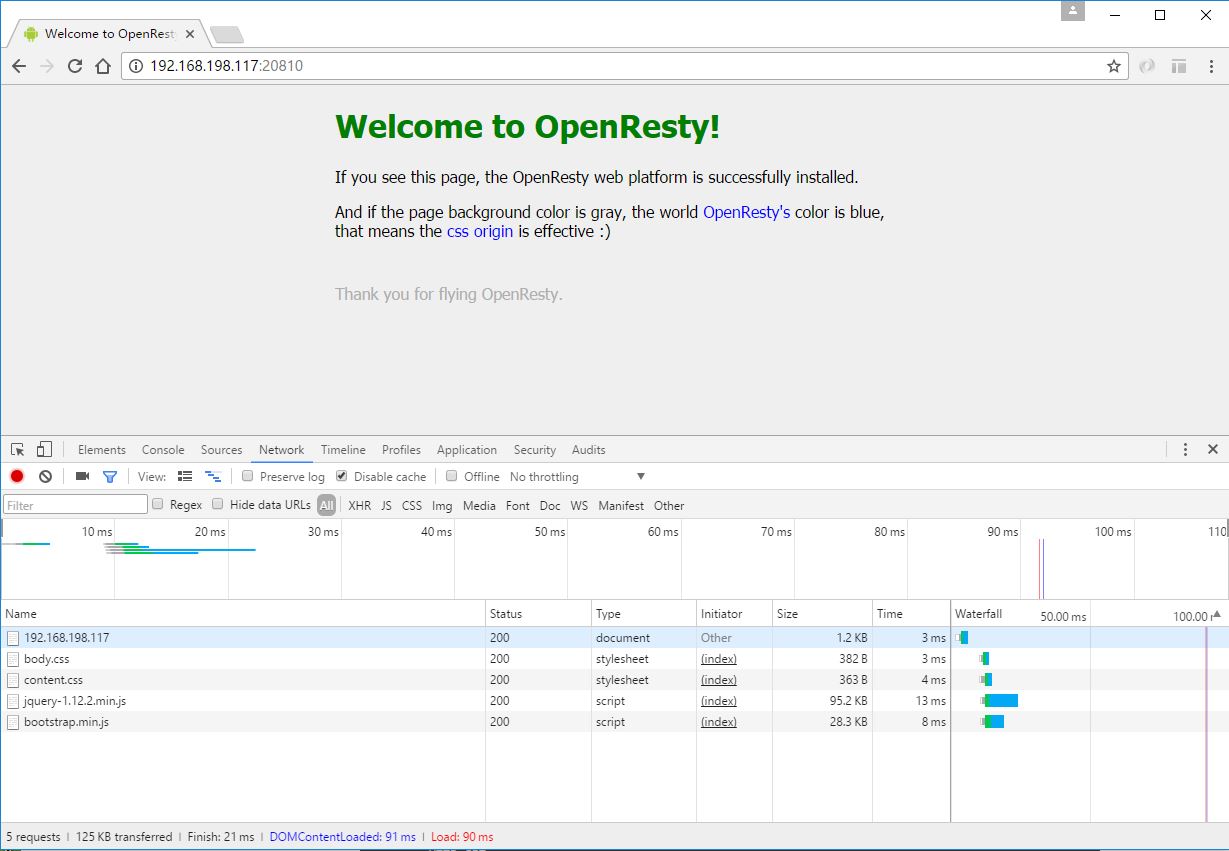 Welcome to OpenRest
192.168.198.117:20810
Welcome to OpenResty!
If you see this page, the OpenResty web platform is successfully installed.
And if the page background color is gray, the world OpenResty's color is blue,
that means the css origin is effective :)
Thank you for flying OpenResty.
Elements Console Sources Network Timeline Profiles Application Security Audits
View: Preserve log Disable cache Offline No throttling
Filter Regex Hide data URLs All XHR JS CSS Img Media Font Doc WS Manifest Other
10 ms 20 ms 30 ms 40 ms 50 ms 60 ms 70 ms 80 ms 90 ms 100 ms 110
Name Status Type Initiator Size Time Waterfall 50.00 ms 100.00
192.168.198.117 200 document Other 1.2 KB 3 ms
body.css 200 stylesheet (index) 382 B 3 ms
content.css 200 stylesheet (index) 363 B 4 ms
jquery-1.12.2.min.js 200 script (index) 95.2 KB 13 ms
bootstrap.min.js 200 script (index) 28.3 KB 8 ms
5 requests | 125 KB transferred | Finish: 21 ms | DOMContentLoaded: 91 ms | Load: 90 ms